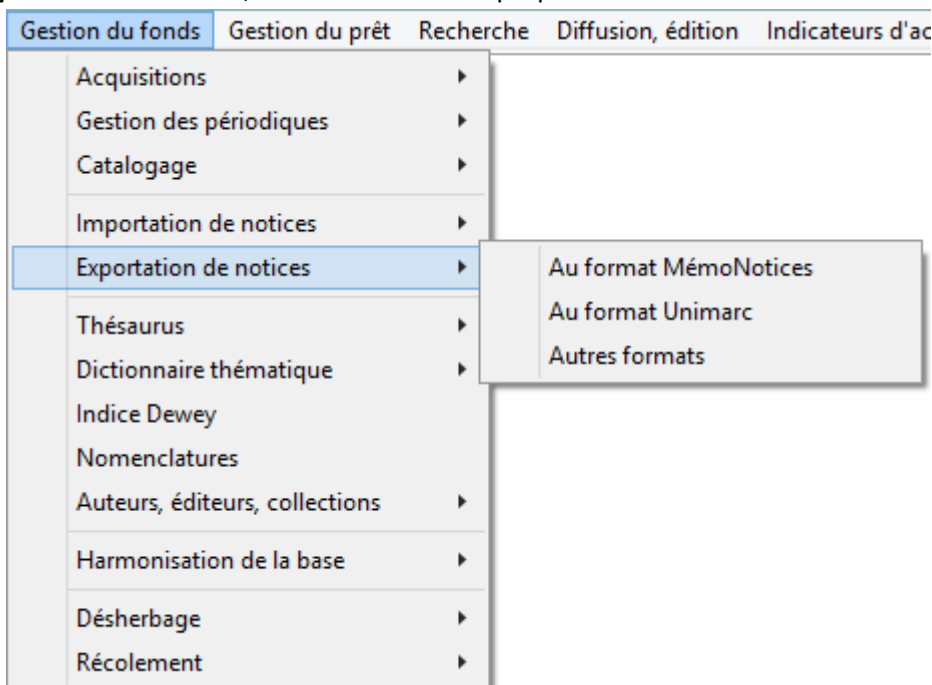 Gestion du fonds Gestion du prêt Recherche Diffusion, édition Indicateurs d'ac
Acquisitions
Gestion des périodiques
Catalogage
Importation de notices
Exportation de notices
Au format MémoNotices
Au format Unimarc
Autres formats
Thésaurus
Dictionnaire thématique
Indice Dewey
Nomenclatures
Auteurs, éditeurs, collections
Harmonisation de la base
Désherbage
Récolement